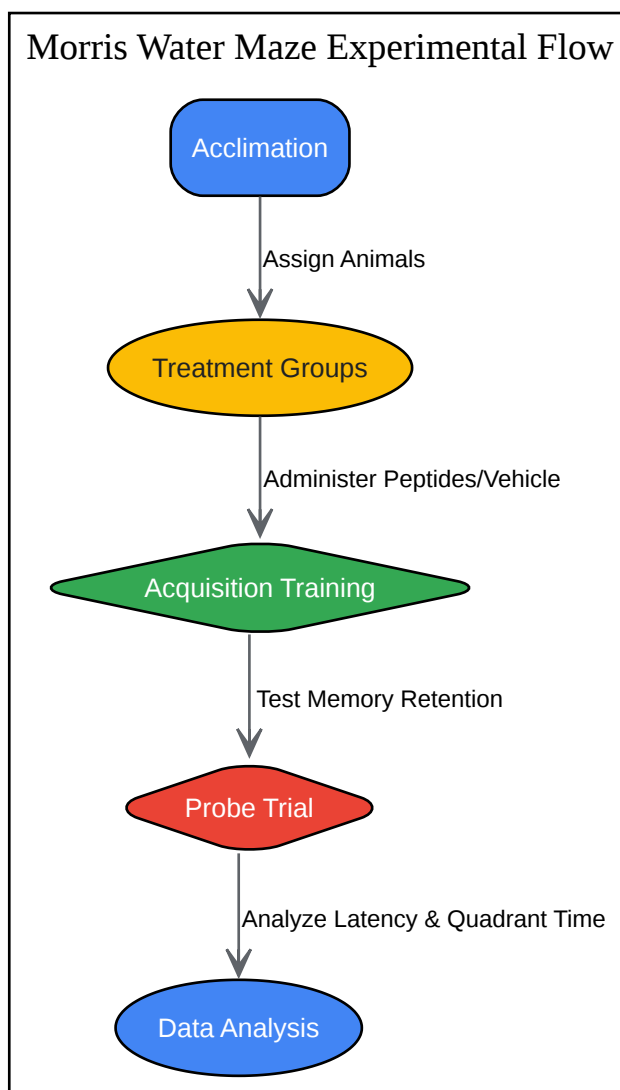 Morris Water Maze Experimental Flow
Acclimation
Assign Animals
Treatment Groups
Administer Peptides/Vehicle
Acquisition Training
Test Memory Retention
Probe Trial
Analyze Latency & Quadrant Time
Data Analysis